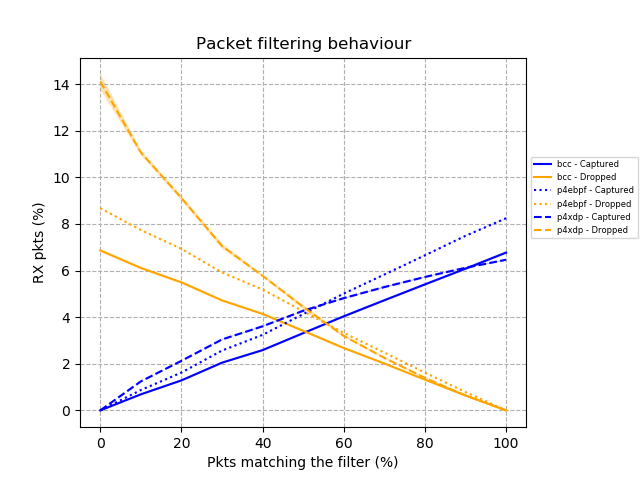 Packet filtering behaviour
14
12
10
8
6
4
2
0
RX pkts (%)
0 20 40 60 80 100
Pkts matching the filter (%)
bcc - Captured
bcc - Dropped
p4ebpf - Captured
p4ebpf - Dropped
p4xdp - Captured
p4xdp - Dropped